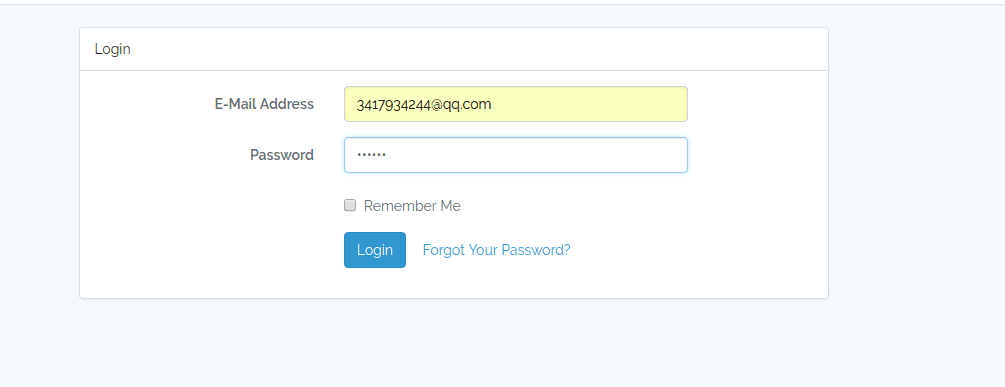 Login
E-Mail Address 3417934244@qq.com
Password ••••••
Remember Me
Login Forgot Your Password?